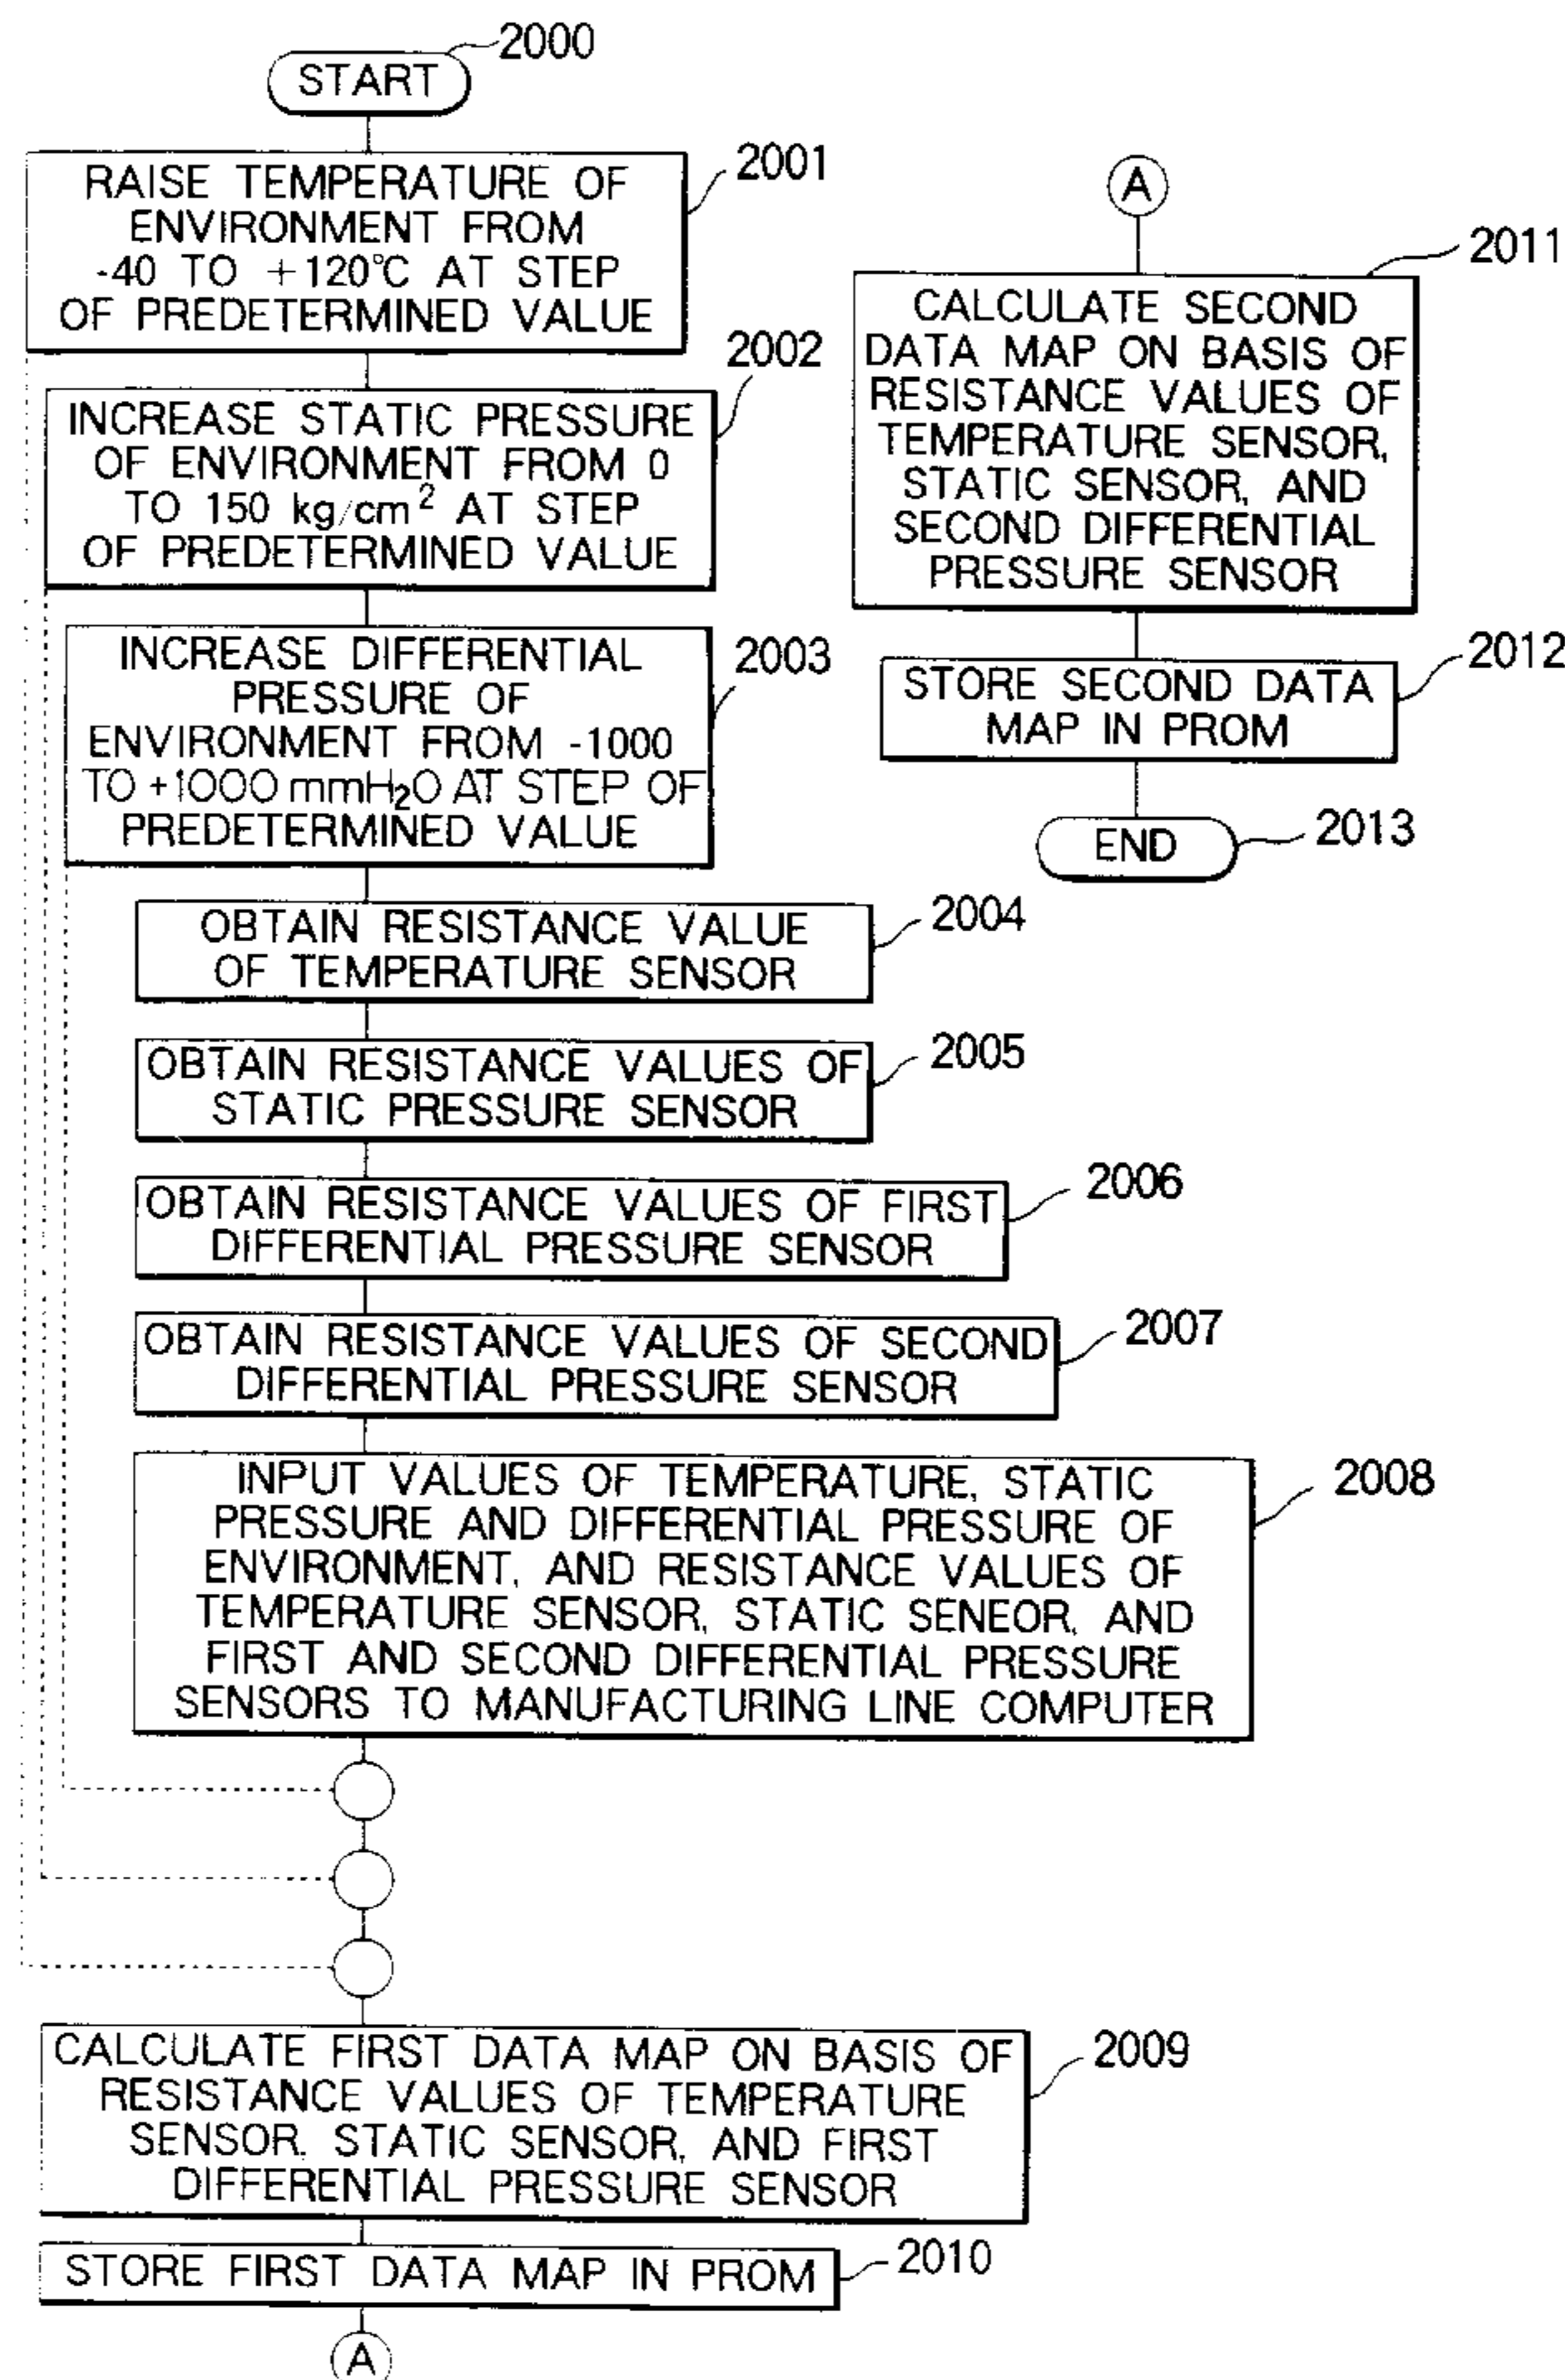 2000
START
2001
RAISE TEMPERATURE OF
ENVIRONMENT FROM
-40 TO +120°C AT STEP
OF PREDETERMINED VALUE
2002
INCREASE STATIC PRESSURE
OF ENVIRONMENT FROM 0
TO 150 kg/cm² AT STEP
OF PREDETERMINED VALUE
2003
INCREASE DIFFERENTIAL
PRESSURE OF
ENVIRONMENT FROM -1000
TO +1000 mmH₂O AT STEP OF
PREDETERMINED VALUE
2004
OBTAIN RESISTANCE VALUE
OF TEMPERATURE SENSOR
2005
OBTAIN RESISTANCE VALUES OF
STATIC PRESSURE SENSOR
2006
OBTAIN RESISTANCE VALUES OF FIRST
DIFFERENTIAL PRESSURE SENSOR
2007
OBTAIN RESISTANCE VALUES OF SECOND
DIFFERENTIAL PRESSURE SENSOR
2008
INPUT VALUES OF TEMPERATURE, STATIC
PRESSURE AND DIFFERENTIAL PRESSURE OF
ENVIRONMENT, AND RESISTANCE VALUES OF
TEMPERATURE SENSOR, STATIC SENEOR, AND
FIRST AND SECOND DIFFERENTIAL PRESSURE
SENSORS TO MANUFACTURING LINE COMPUTER
2009
CALCULATE FIRST DATA MAP ON BASIS OF
RESISTANCE VALUES OF TEMPERATURE
SENSOR, STATIC SENSOR, AND FIRST
DIFFERENTIAL PRESSURE SENSOR
2010
STORE FIRST DATA MAP IN PROM
A
A
2011
CALCULATE SECOND
DATA MAP ON BASIS OF
RESISTANCE VALUES OF
TEMPERATURE SENSOR,
STATIC SENSOR, AND
SECOND DIFFERENTIAL
PRESSURE SENSOR
2012
STORE SECOND DATA
MAP IN PROM
2013
END